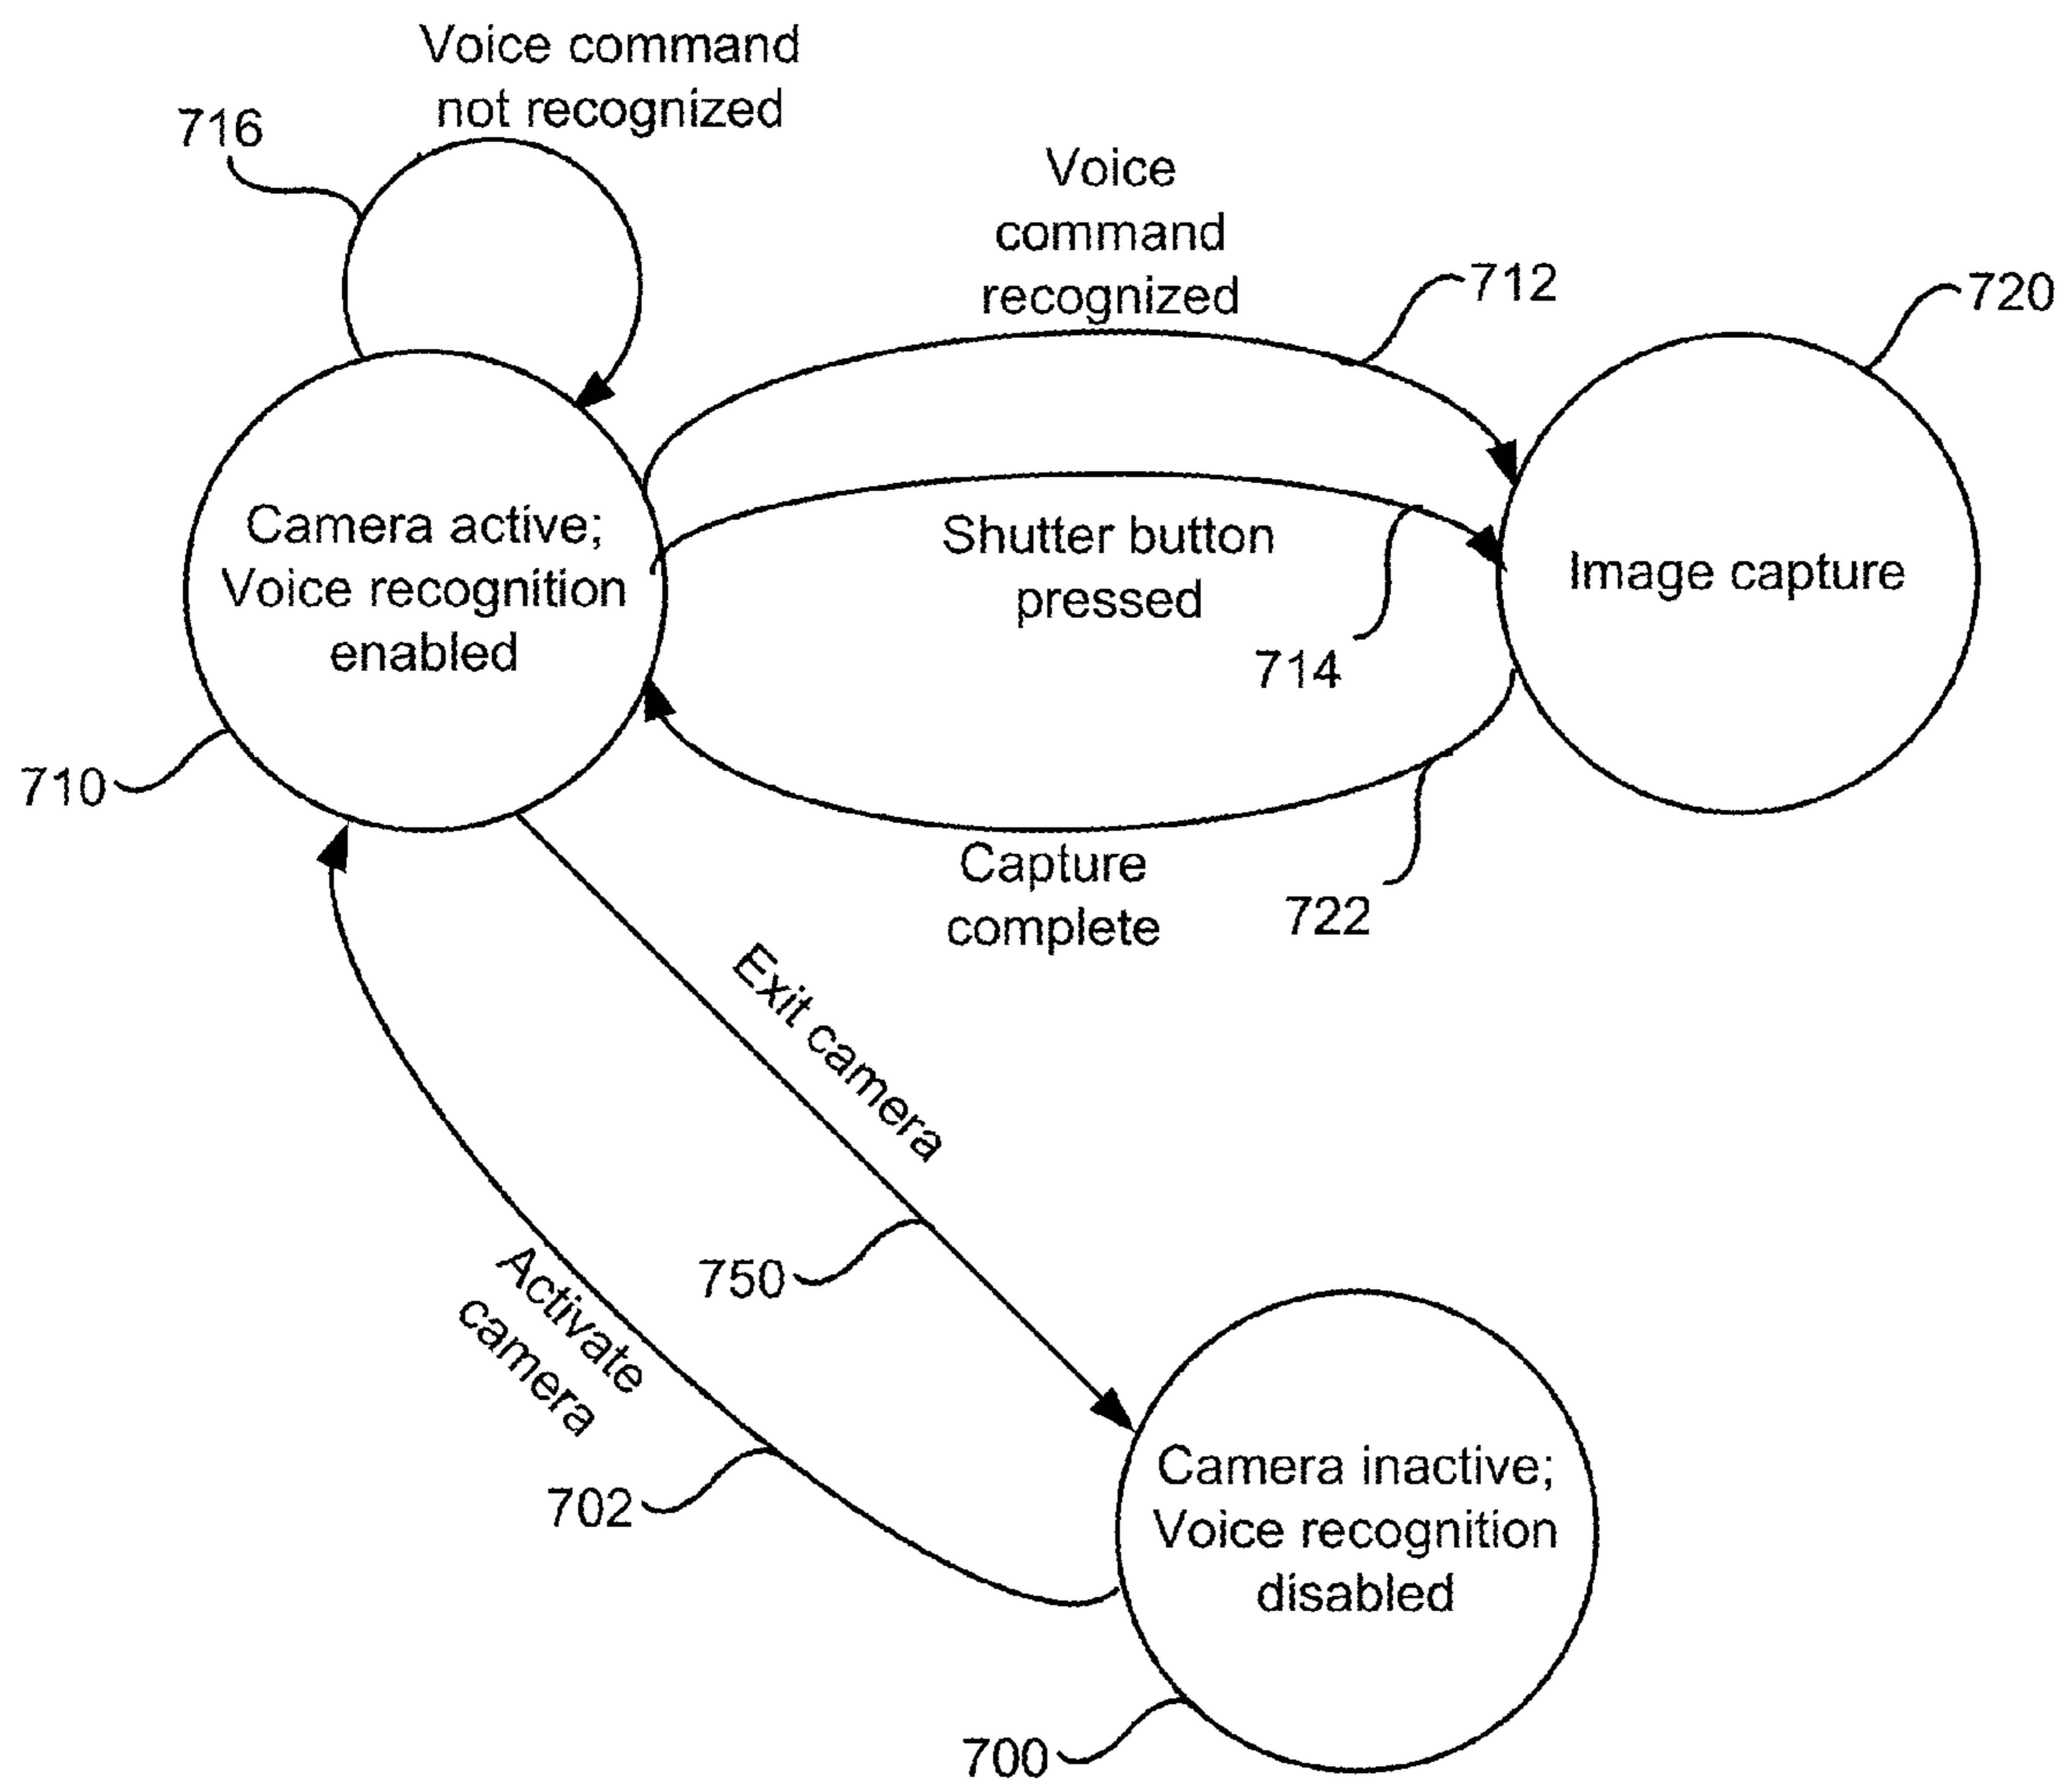 Voice command
not recognized
716
Voice
command
recognized
712
720
Camera active;
Voice recognition
enabled
Shutter button
pressed
Image capture
714
710
Capture
complete
722
Exit camera
750
Activate
camera
702
Camera inactive;
Voice recognition
disabled
700